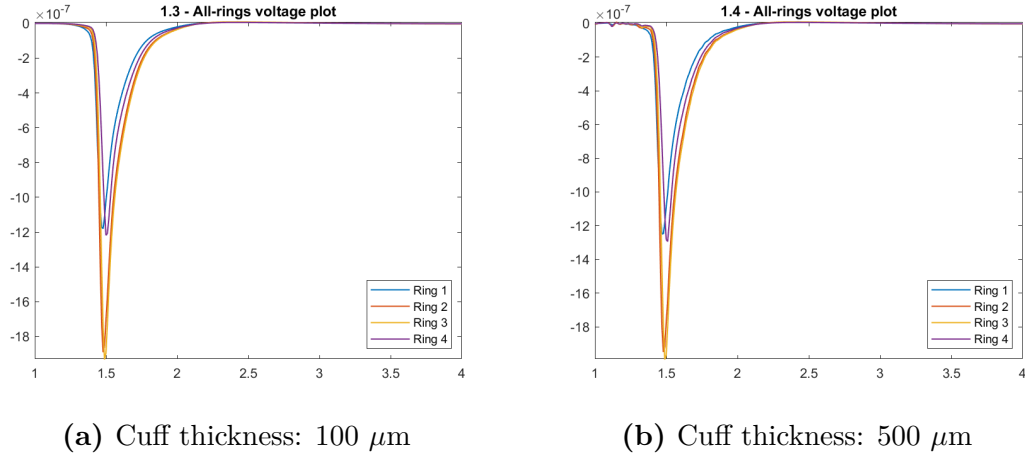 1.3 - All-rings voltage plot
×10-7
0
-2
-4
-6
-8
-10
-12
-14
-16
-18
1 1.5 2 2.5 3 3.5 4
Ring 1
Ring 2
Ring 3
Ring 4
(a) Cuff thickness: 100 μm
1.4 - All-rings voltage plot
×10-7
0
-2
-4
-6
-8
-10
-12
-14
-16
-18
1 1.5 2 2.5 3 3.5 4
Ring 1
Ring 2
Ring 3
Ring 4
(b) Cuff thickness: 500 μm